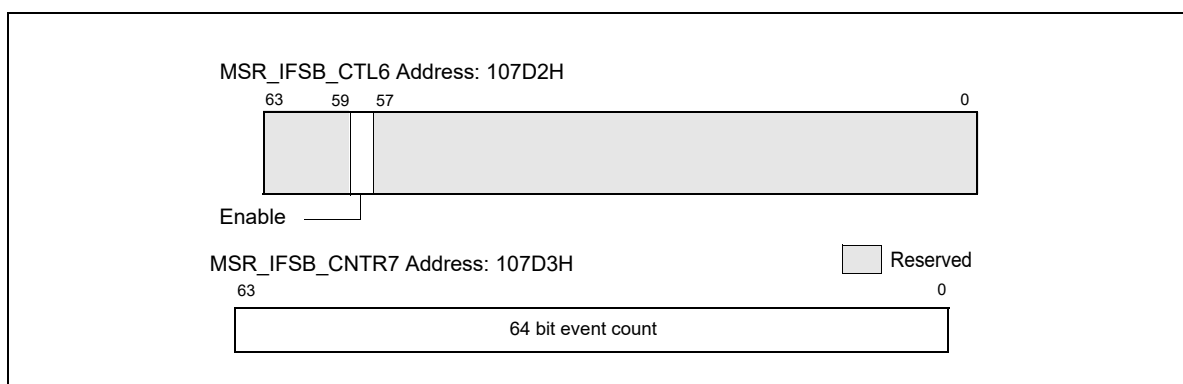 MSR_IFSB_CTL6 Address: 107D2H
63 59 57 0
Enable
MSR_IFSB_CNTR7 Address: 107D3H
Reserved
63 0
64 bit event count